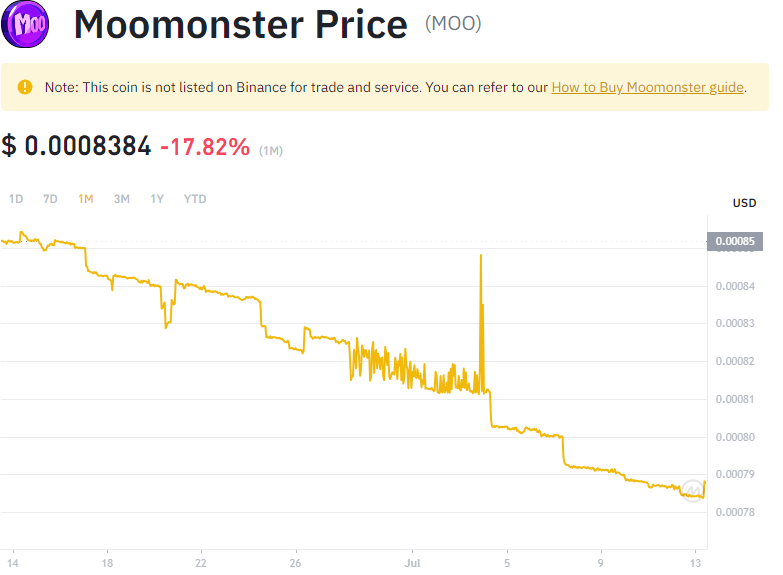 MOO
Moomonster Price (MOO)
Note: This coin is not listed on Binance for trade and service. You can refer to our How to Buy Moomonster guide.
$ 0.0008384 -17.82% (1M)
1D 7D 1M 3M 1Y YTD
USD
0.00085
0.00084
0.00083
0.00082
0.00081
0.00080
0.00079
0.00078
14 18 22 26 Jul 5 9 13